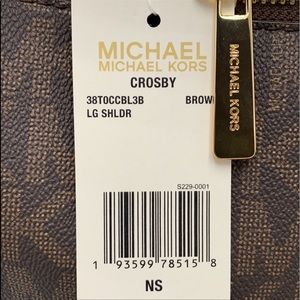 MICHAEL
MICHAEL KORS
CROSBY
38T0CCBL3B BROW
LG SHLDR
S229-0001
1 93599 78515 8
NS
MICHAEL KORS